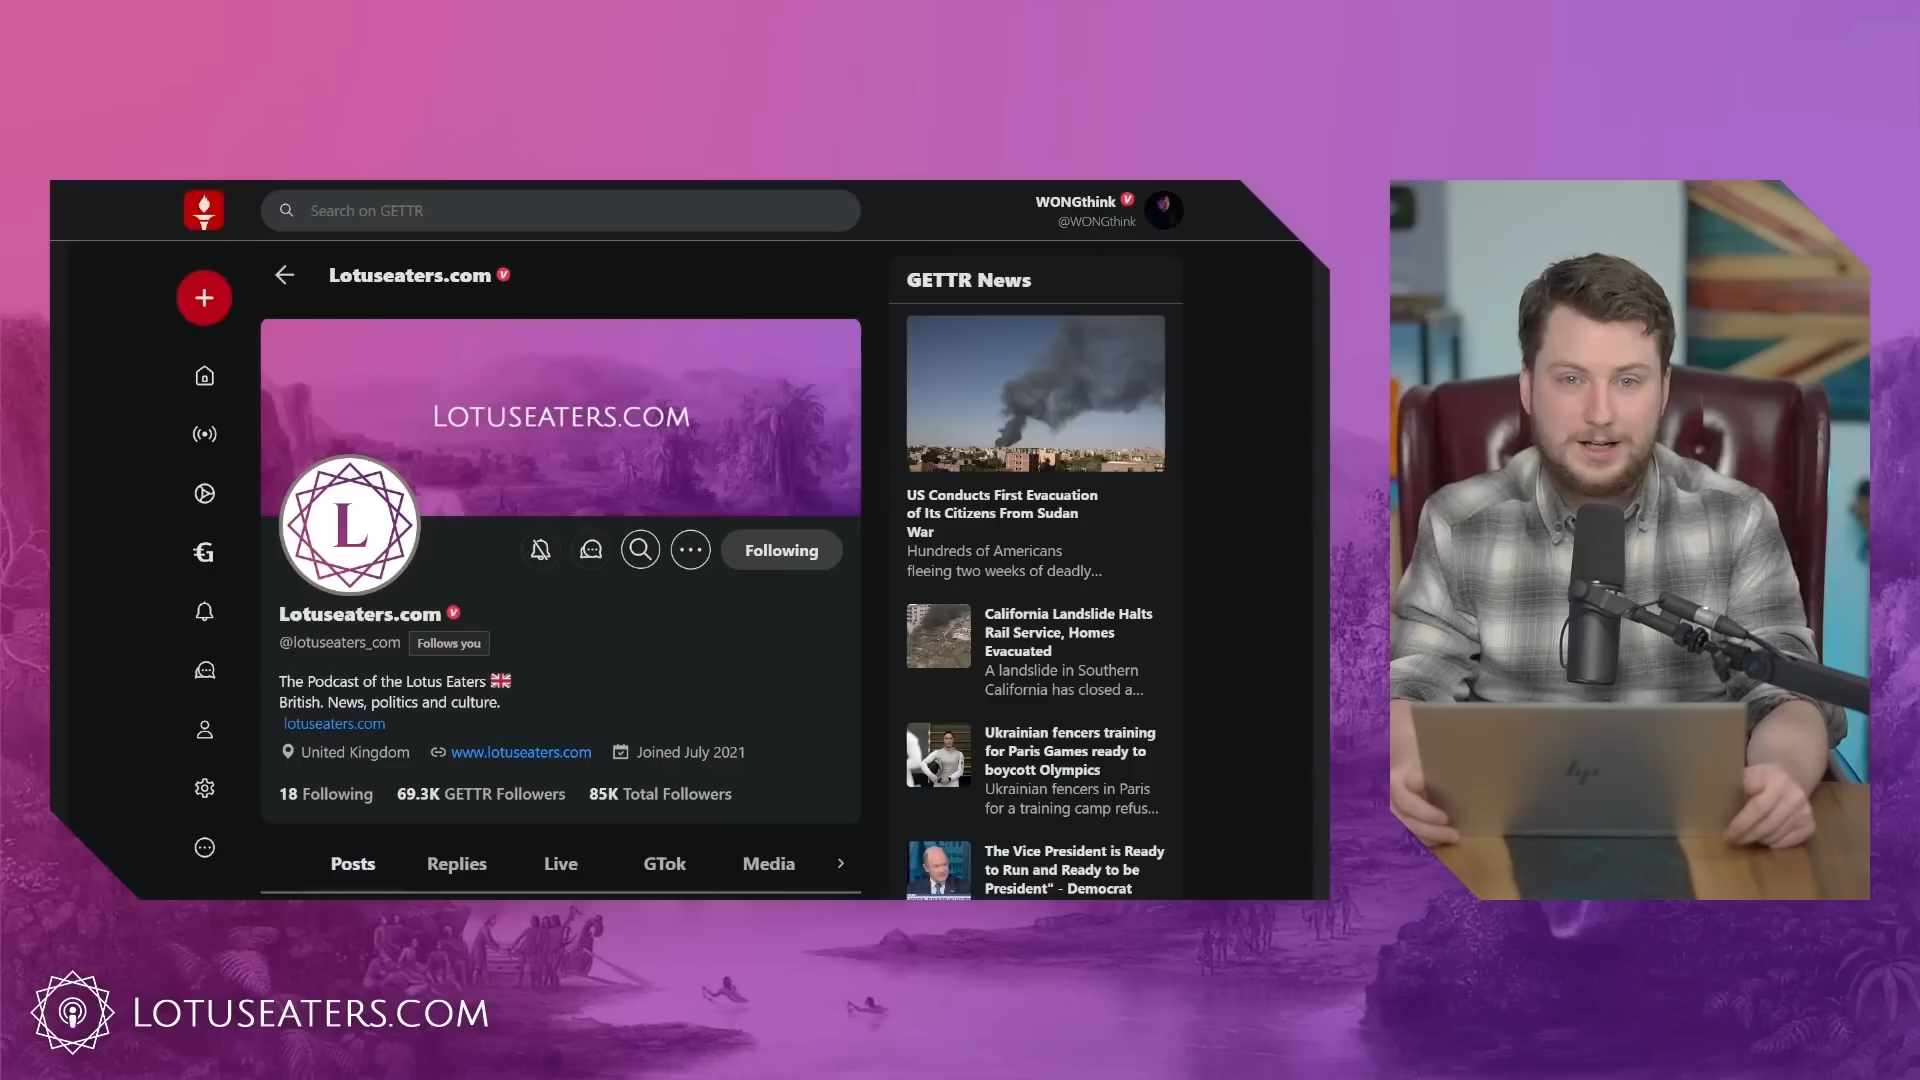 Search on GETTR
WONGthink
@WONGthink
Lotuseaters.com
LOTUSEATERS.COM
L
Following
Lotuseaters.com
@lotuseaters_com Follows you
The Podcast of the Lotus Eaters 🇬🇧
British. News, politics and culture.
lotuseaters.com
United Kingdom www.lotuseaters.com Joined July 2021
18 Following 69.3K GETTR Followers 85K Total Followers
Posts Replies Live GTok Media
GETTR News
US Conducts First Evacuation
of Its Citizens From Sudan
War
Hundreds of Americans
fleeing two weeks of deadly...
California Landslide Halts
Rail Service, Homes
Evacuated
A landslide in Southern
California has closed a...
Ukrainian fencers training
for Paris Games ready to
boycott Olympics
Ukrainian fencers in Paris
for a training camp refus...
The Vice President is Ready
to Run and Ready to be
President" - Democrat
hp
LOTUSEATERS.COM